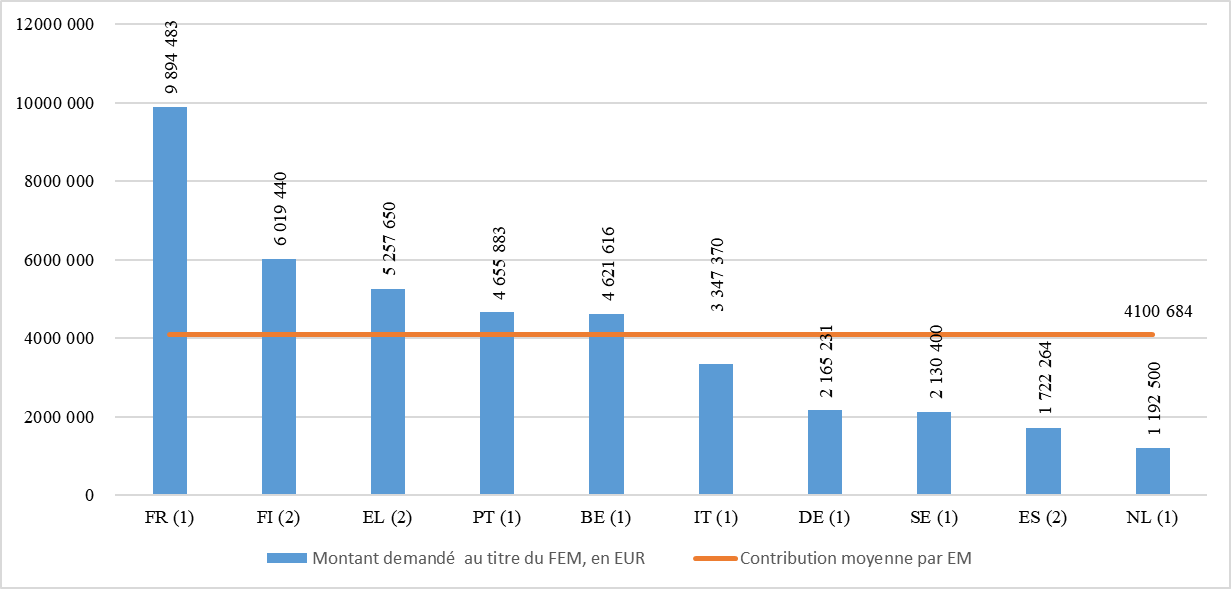 12000 000
10000 000
8000 000
6000 000
4000 000
2000 000
0
9 894 483
6 019 440
5 257 650
4 655 883
4 621 616
3 347 370
2 165 231
2 130 400
1 722 264
1 192 500
4100 684
FR (1) FI (2) EL (2) PT (1) BE (1) IT (1) DE (1) SE (1) ES (2) NL (1)
Montant demandé au titre du FEM, en EUR Contribution moyenne par EM